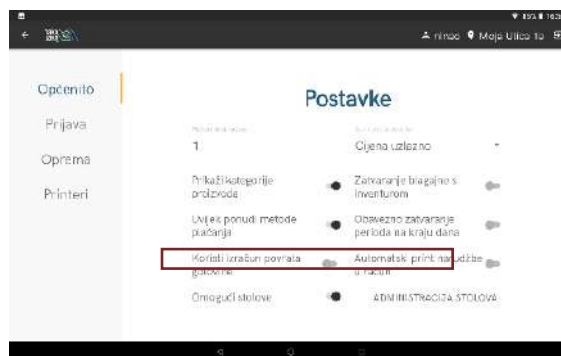 Moja Ulica 1a
Općenito
Prijava
Oprema
Printeri
Postavke
1
Cijena uzlazno
Prikaži kategorije
proizvoda
Zatvaranje blagajne s
inventurom
Uvijek ponudi metode
plaćanja
Obavezno zatvaranje
perioda na kraju dana
Koristi izračun povrata
gotovine
Automatski print narudžbe
u račun
Omogući stolove
ADMINISTRACIJA STOLOVA